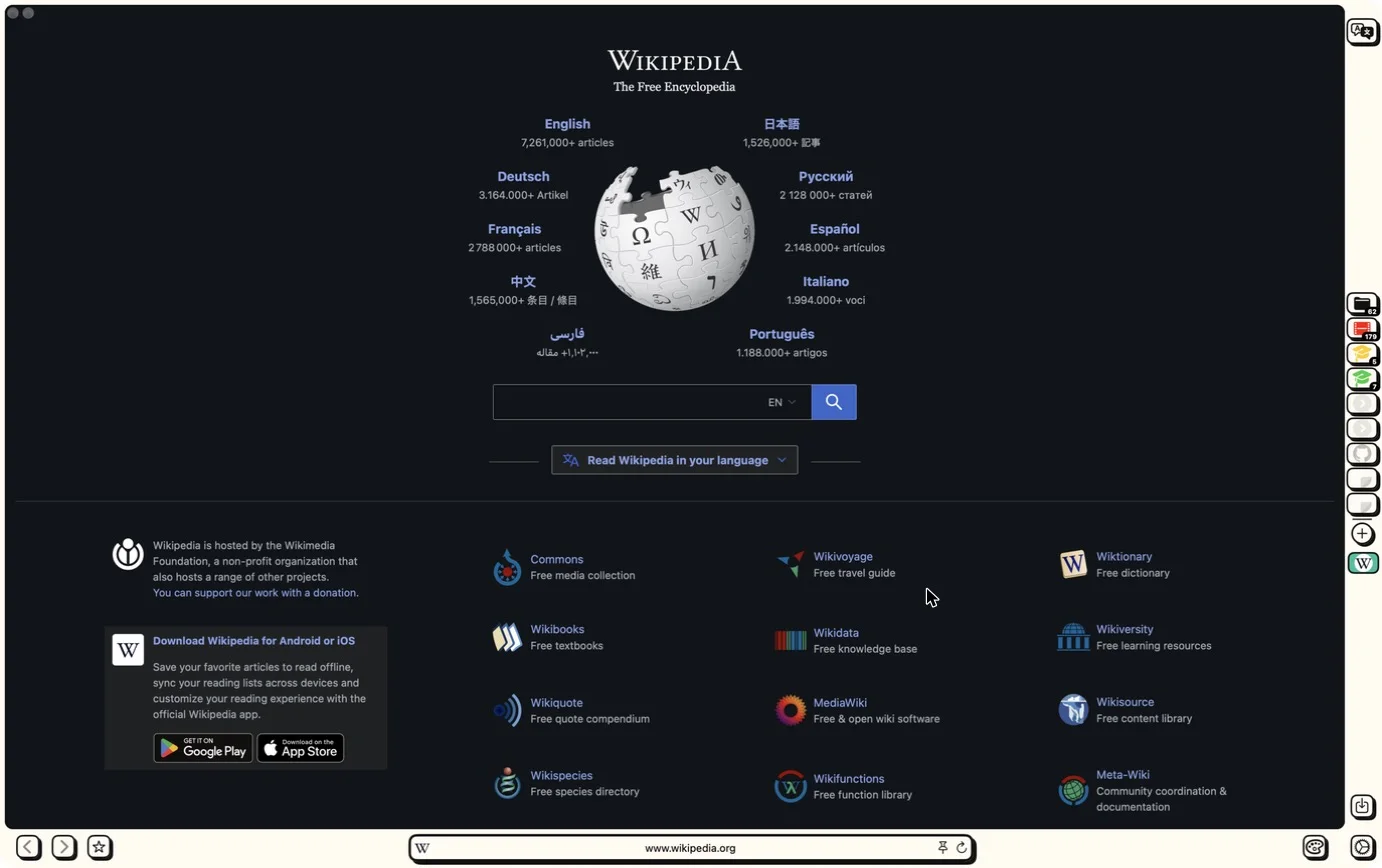 WIKIPEDIA
The Free Encyclopedia
English
7,261,000+ articles
日本語
1,526,000+ 記事
Deutsch
3.164.000+ Artikel
Русский
2 128 000+ статей
Français
2 788 000+ articles
Español
2.148.000+ artículos
中文
1,565,000+ 条目 / 條目
Italiano
1.994.000+ voci
فارسی
Português
1.188.000+ artigos
Ω
W
И
維
ウィ
EN
Read Wikipedia in your language
Wikipedia is hosted by the Wikimedia
Foundation, a non-profit organization that
also hosts a range of other projects.
You can support our work with a donation.
W
Download Wikipedia for Android or iOS
Save your favorite articles to read offline,
sync your reading lists across devices and
customize your reading experience with the
official Wikipedia app.
GET IT ON
Google Play
Download on the
App Store
Commons
Free media collection
Wikivoyage
Free travel guide
W
Wiktionary
Free dictionary
Wikibooks
Free textbooks
Wikidata
Free knowledge base
Wikiversity
Free learning resources
Wikiquote
Free quote compendium
MediaWiki
Free & open wiki software
Wikisource
Free content library
Wikispecies
Free species directory
Wikifunctions
Free function library
Meta-Wiki
Community coordination &
documentation
62
179
5
7
W
W
www.wikipedia.org